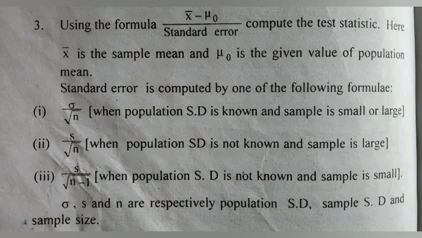 3. Using the formula (x̄ − μ₀) / Standard error compute the test statistic. Here
x̄ is the sample mean and μ₀ is the given value of population
mean.
Standard error is computed by one of the following formulae:
(i) σ/√n [when population S.D is known and sample is small or large]
(ii) s/√n [when population SD is not known and sample is large]
(iii) s/√n-1 [when population S. D is not known and sample is small].
σ , s and n are respectively population S.D, sample S. D and
sample size.